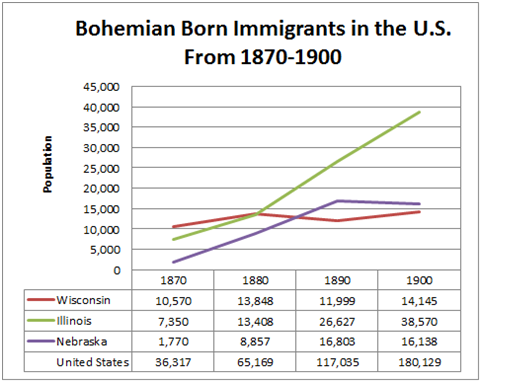 Bohemian Born Immigrants in the U.S.
From 1870-1900
Population
45,000
40,000
35,000
30,000
25,000
20,000
15,000
10,000
5,000
0
1870 1880 1890 1900
Wisconsin 10,570 13,848 11,999 14,145
Illinois 7,350 13,408 26,627 38,570
Nebraska 1,770 8,857 16,803 16,138
United States 36,317 65,169 117,035 180,129